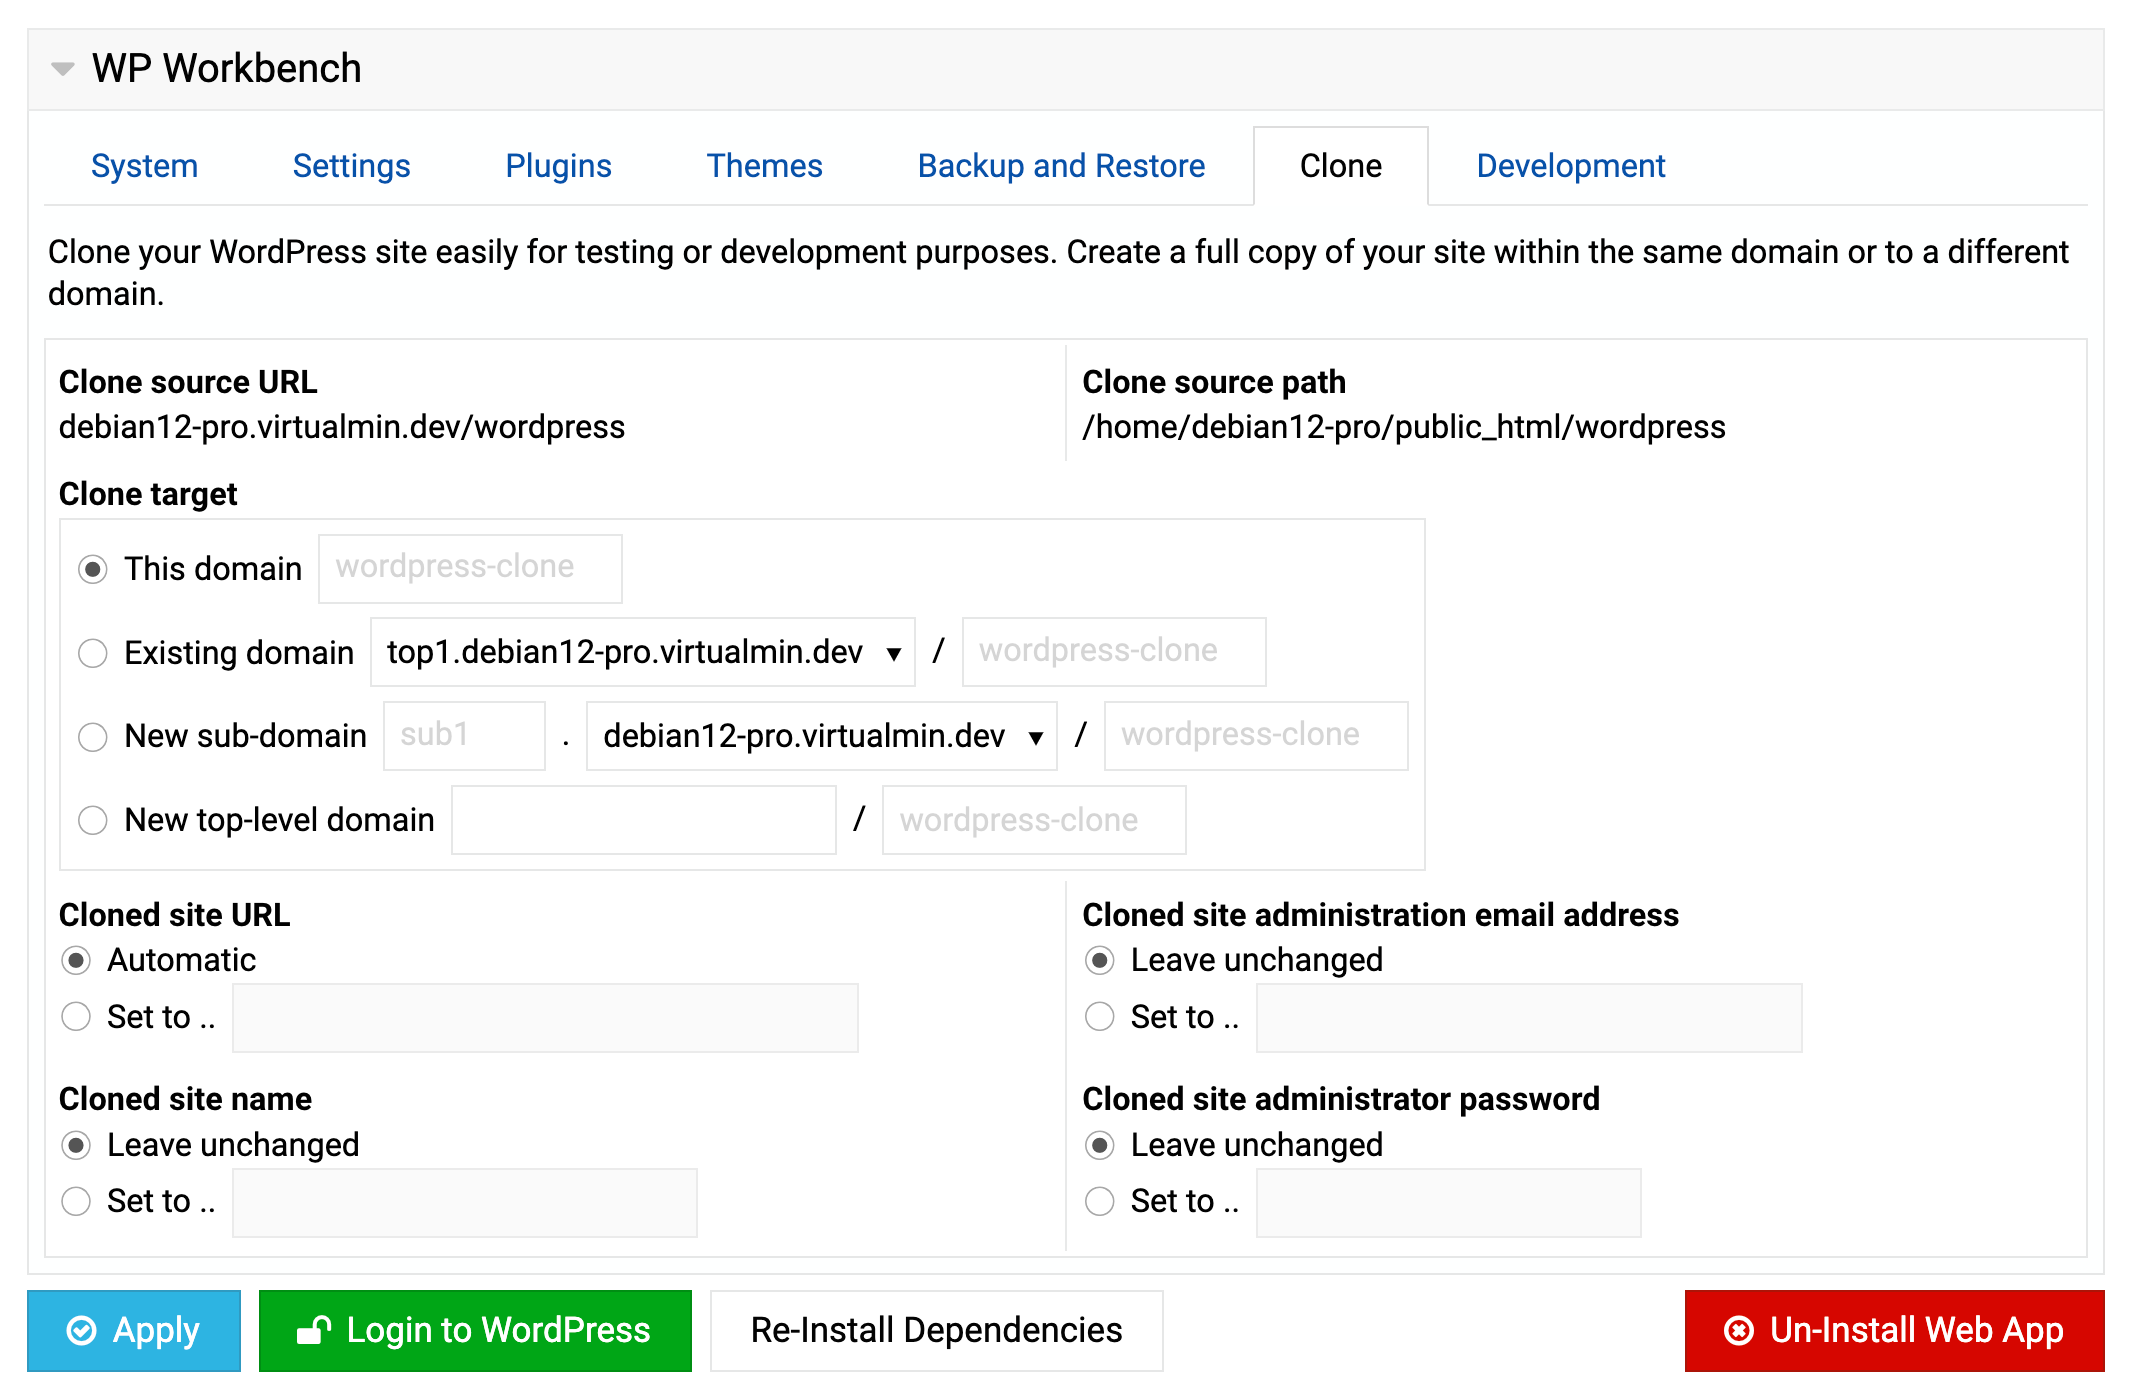 WP Workbench
System Settings Plugins Themes Backup and Restore Clone Development
Clone your WordPress site easily for testing or development purposes. Create a full copy of your site within the same domain or to a different
domain.
Clone source URL
debian12-pro.virtualmin.dev/wordpress
Clone source path
/home/debian12-pro/public_html/wordpress
Clone target
This domain wordpress-clone
Existing domain top1.debian12-pro.virtualmin.dev / wordpress-clone
New sub-domain sub1 . debian12-pro.virtualmin.dev / wordpress-clone
New top-level domain / wordpress-clone
Cloned site URL
Automatic
Set to ..
Cloned site administration email address
Leave unchanged
Set to ..
Cloned site name
Leave unchanged
Set to ..
Cloned site administrator password
Leave unchanged
Set to ..
Apply Login to WordPress Re-Install Dependencies Un-Install Web App